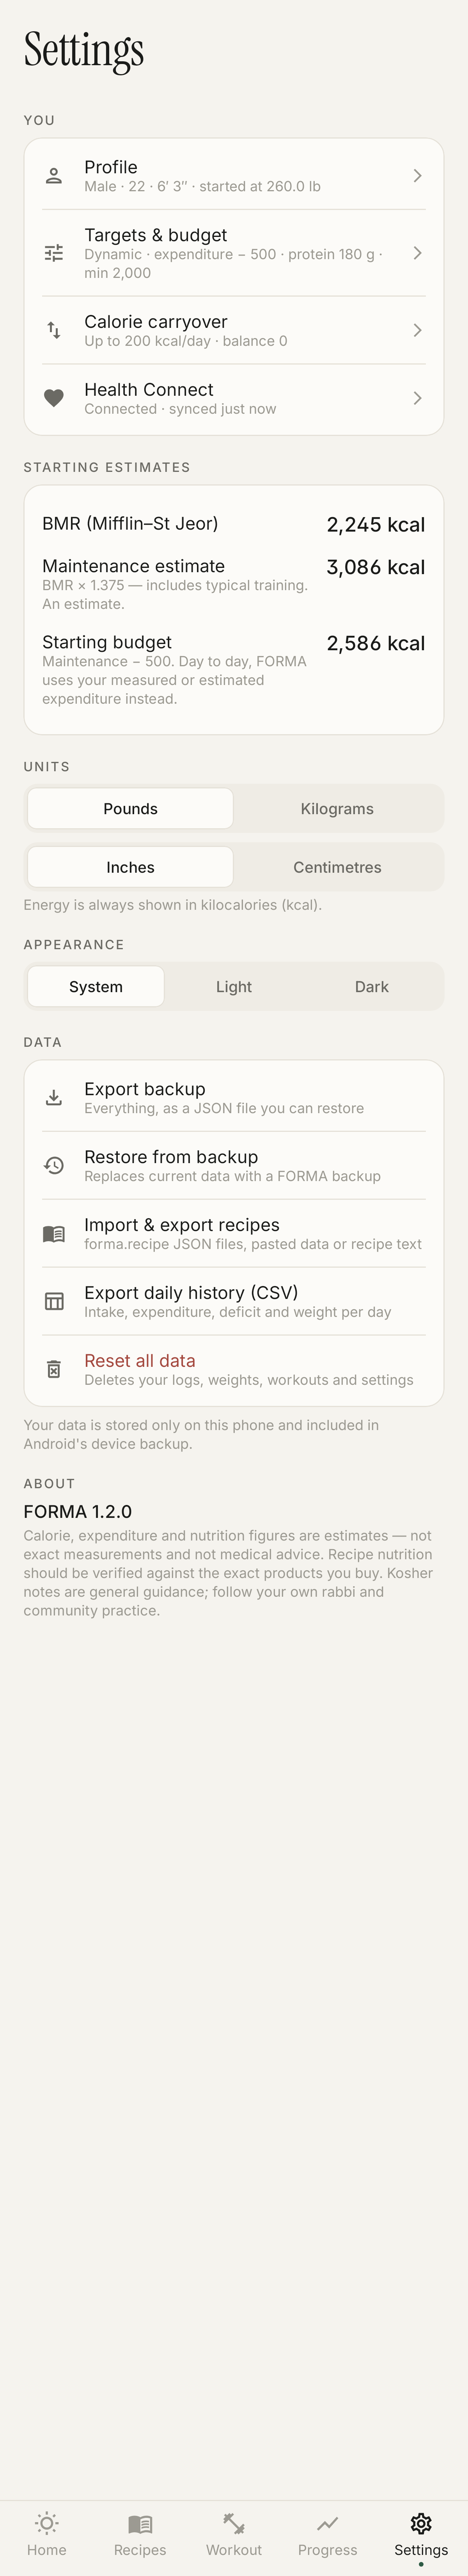 Settings
YOU
Profile
Male · 22 · 6′ 3″ · started at 260.0 lb
Targets & budget
Dynamic · expenditure − 500 · protein 180 g ·
min 2,000
Calorie carryover
Up to 200 kcal/day · balance 0
Health Connect
Connected · synced just now
STARTING ESTIMATES
BMR (Mifflin–St Jeor) 2,245 kcal
Maintenance estimate 3,086 kcal
BMR × 1.375 — includes typical training.
An estimate.
Starting budget 2,586 kcal
Maintenance − 500. Day to day, FORMA
uses your measured or estimated
expenditure instead.
UNITS
Pounds Kilograms
Inches Centimetres
Energy is always shown in kilocalories (kcal).
APPEARANCE
System Light Dark
DATA
Export backup
Everything, as a JSON file you can restore
Restore from backup
Replaces current data with a FORMA backup
Import & export recipes
forma.recipe JSON files, pasted data or recipe text
Export daily history (CSV)
Intake, expenditure, deficit and weight per day
Reset all data
Deletes your logs, weights, workouts and settings
Your data is stored only on this phone and included in
Android's device backup.
ABOUT
FORMA 1.2.0
Calorie, expenditure and nutrition figures are estimates — not
exact measurements and not medical advice. Recipe nutrition
should be verified against the exact products you buy. Kosher
notes are general guidance; follow your own rabbi and
community practice.
Home Recipes Workout Progress Settings